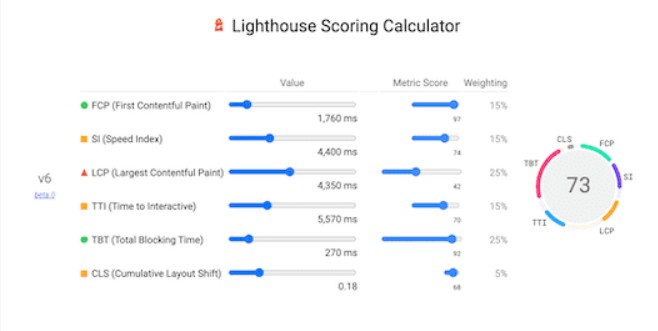 Lighthouse Scoring Calculator
Value Metric Score Weighting
FCP (First Contentful Paint) 15%
1,760 ms 97
SI (Speed Index) 15%
4,400 ms 74
LCP (Largest Contentful Paint) 25%
4,350 ms 42
TTI (Time to Interactive) 15%
5,570 ms 70
TBT (Total Blocking Time) 25%
270 ms 92
CLS (Cumulative Layout Shift) 5%
0.18 68
v6
beta.0
CLS
FCP
TBT
SI
73
TTI
LCP